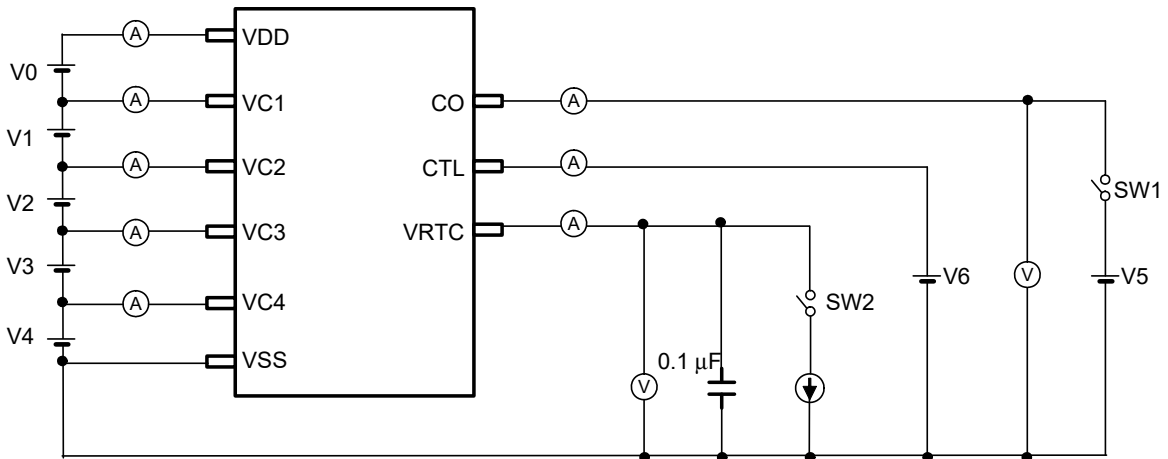 A
VDD
V0
A
VC1
CO
A
V1
A
VC2
CTL
A
SW1
V2
A
VC3
VRTC
A
V3
V6
V
V5
A
VC4
SW2
V4
VSS
0.1 μF
V